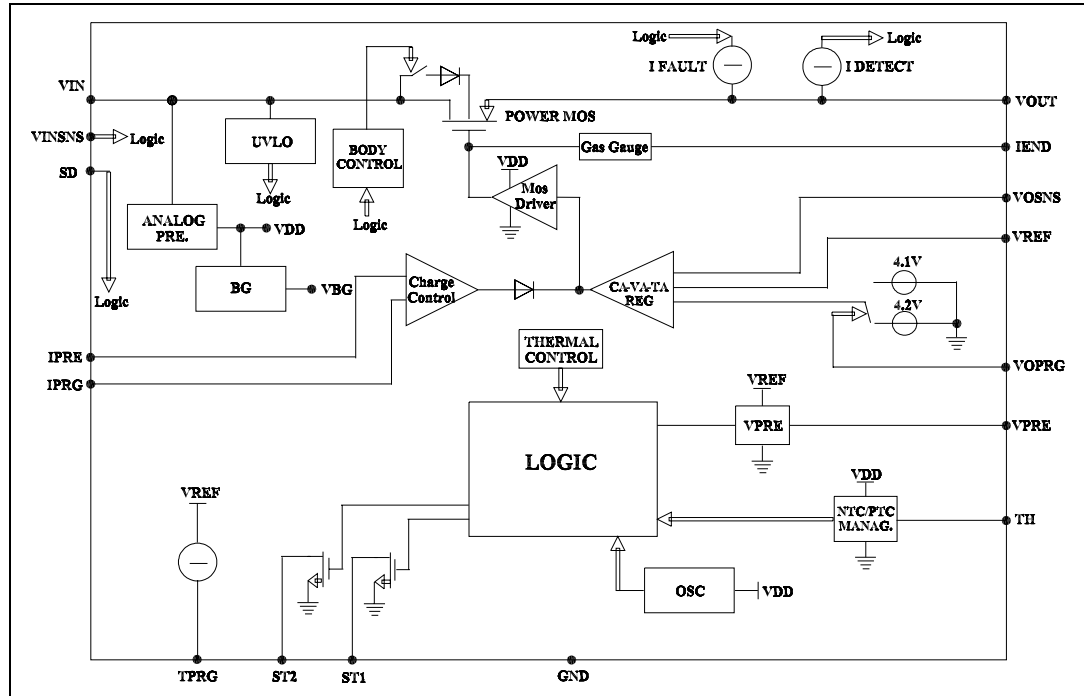 Logic
Logic
I FAULT
I DETECT
VIN
VOUT
POWER MOS
VINSNS
Logic
UVLO
BODY
CONTROL
Gas Gauge
IEND
SD
VDD
Mos
Driver
Logic
Logic
VOSNS
ANALOG
PRE.
VDD
VREF
4.1V
Logic
BG
VBG
Charge
Control
CA-VA-TA
REG
4.2V
THERMAL
CONTROL
IPRE
VOPRG
IPRG
VREF
VPRE
VPRE
LOGIC
VDD
VREF
NTC/PTC
MANAG.
TH
OSC
VDD
TPRG
ST2
ST1
GND